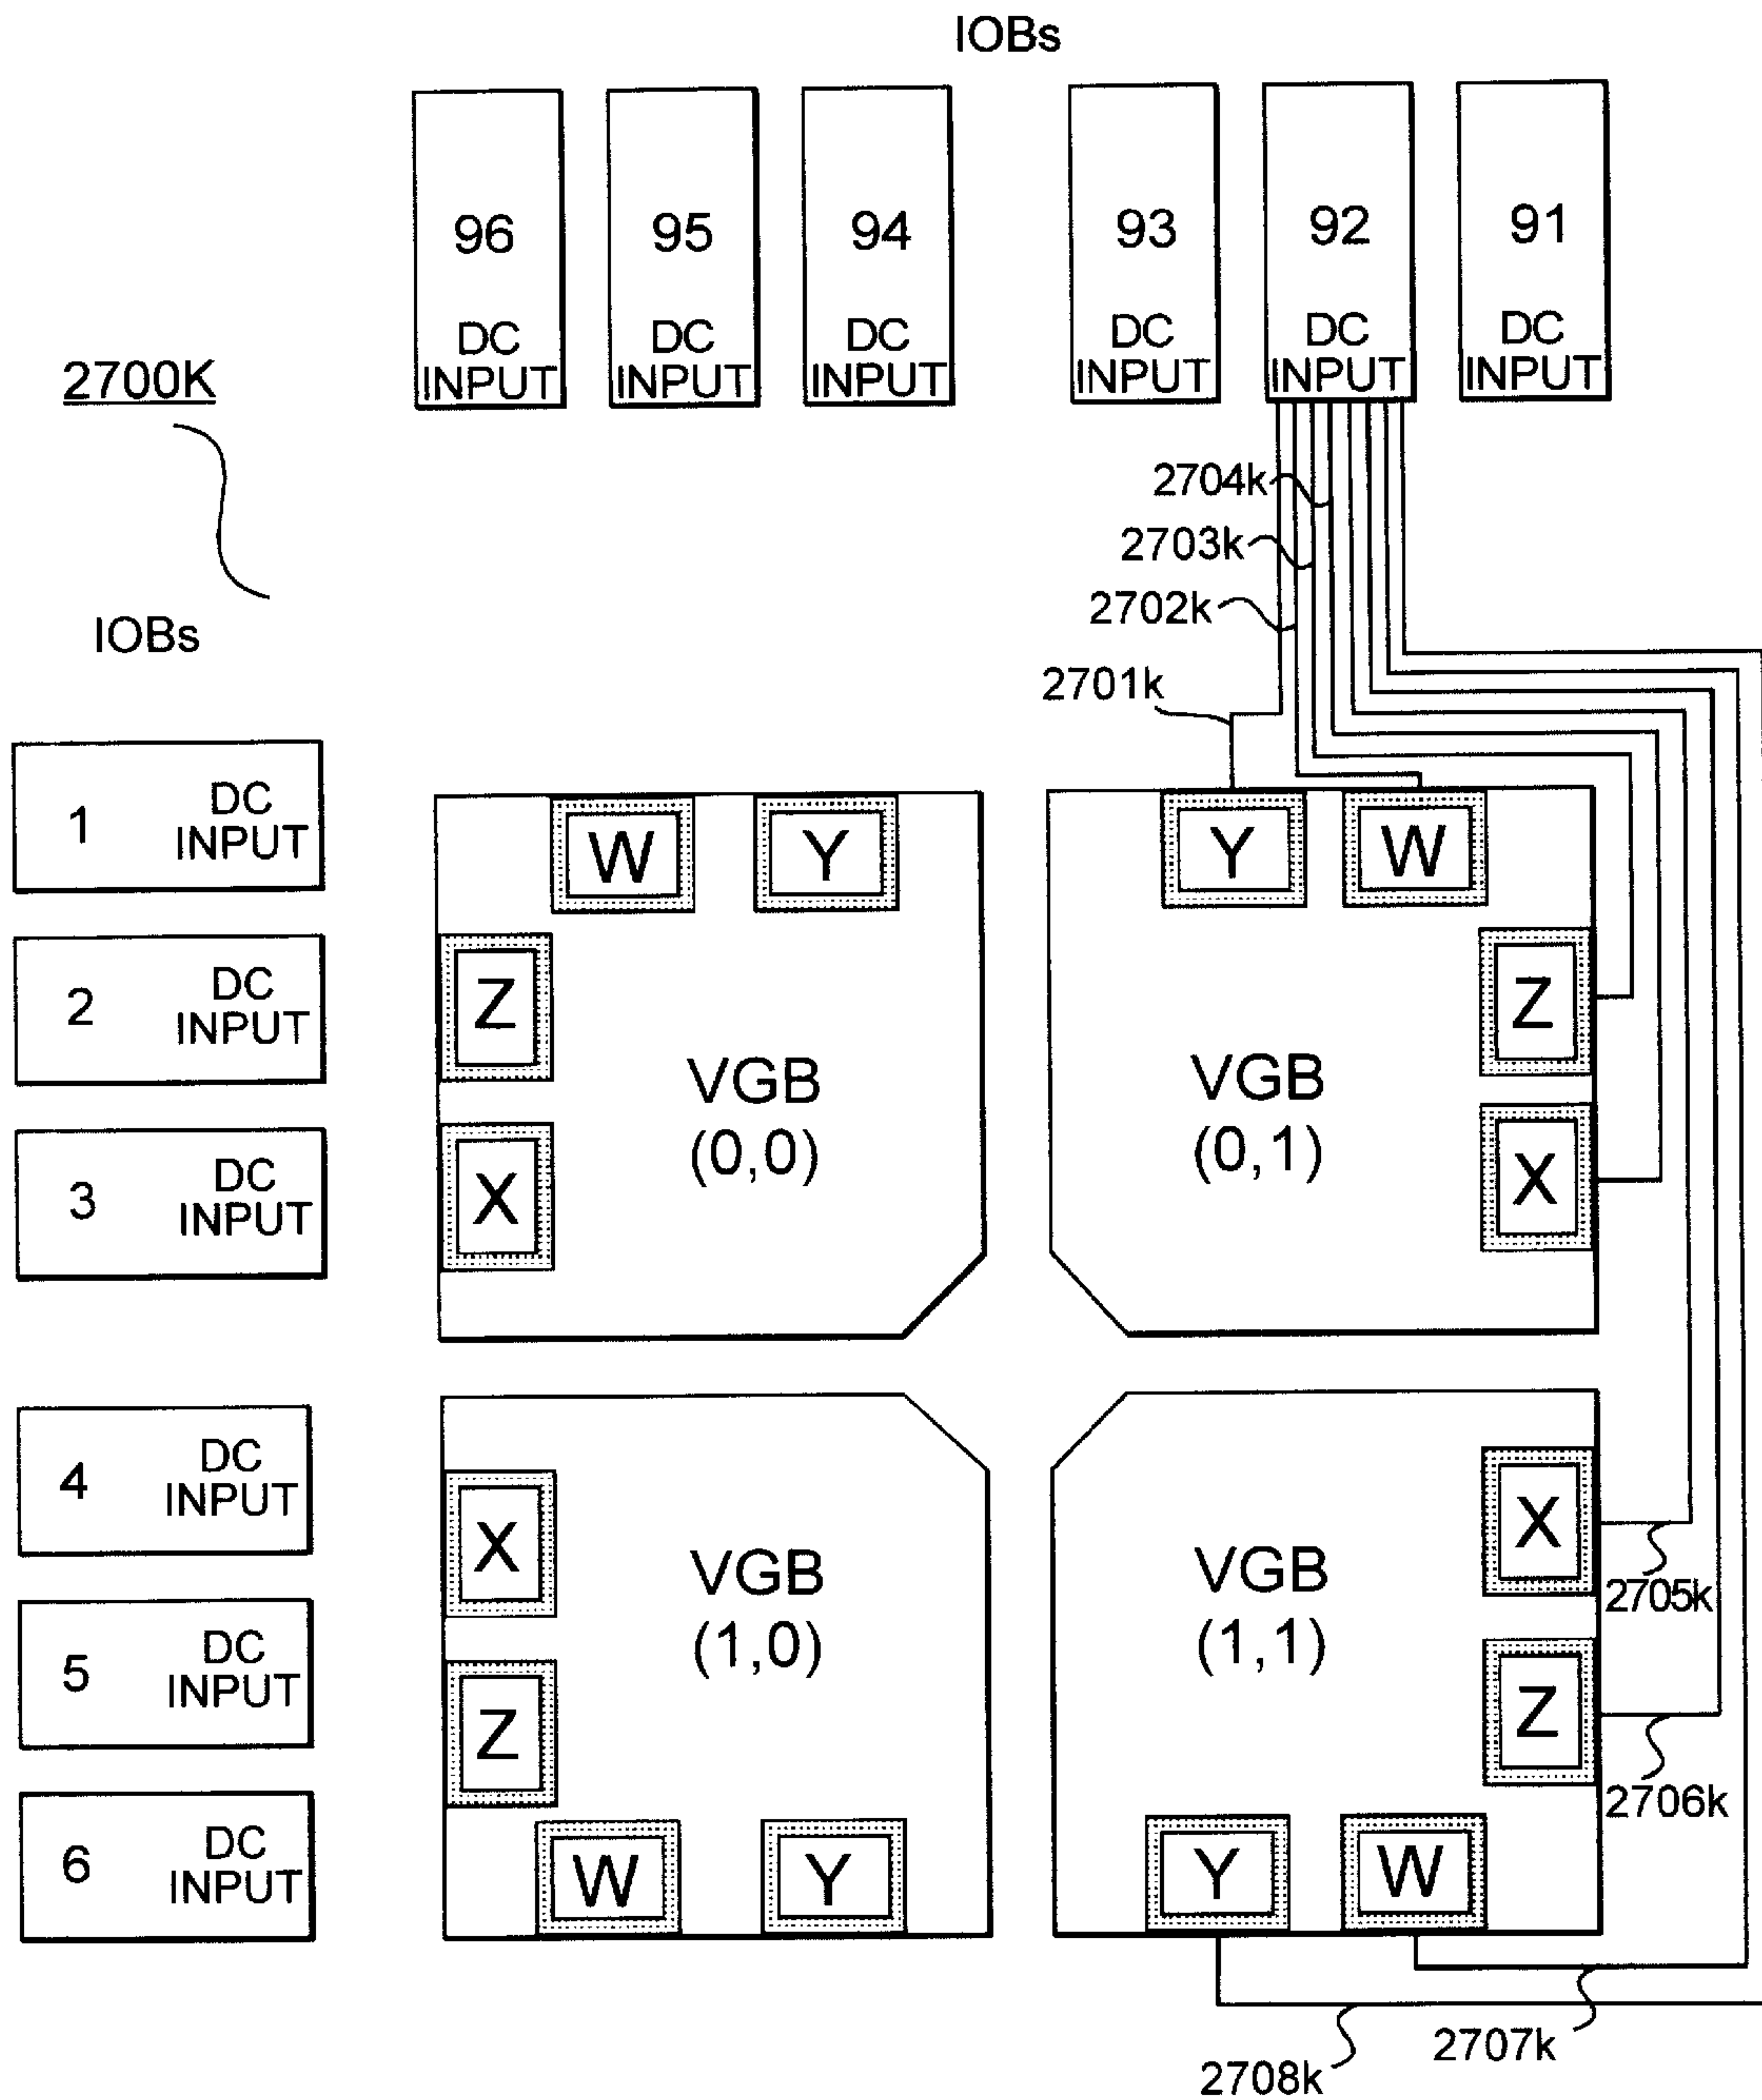 IOBs
96
DC
INPUT
95
DC
INPUT
94
DC
INPUT
93
DC
INPUT
92
DC
INPUT
91
DC
INPUT
2700K
2704k
2703k
2702k
2701k
IOBs
1
DC
INPUT
2
DC
INPUT
3
DC
INPUT
4
DC
INPUT
5
DC
INPUT
6
DC
INPUT
W
Y
Z
X
VGB
(0,0)
Y
W
Z
X
VGB
(0,1)
X
Z
W
Y
VGB
(1,0)
X
Z
Y
W
VGB
(1,1)
2705k
2706k
2707k
2708k